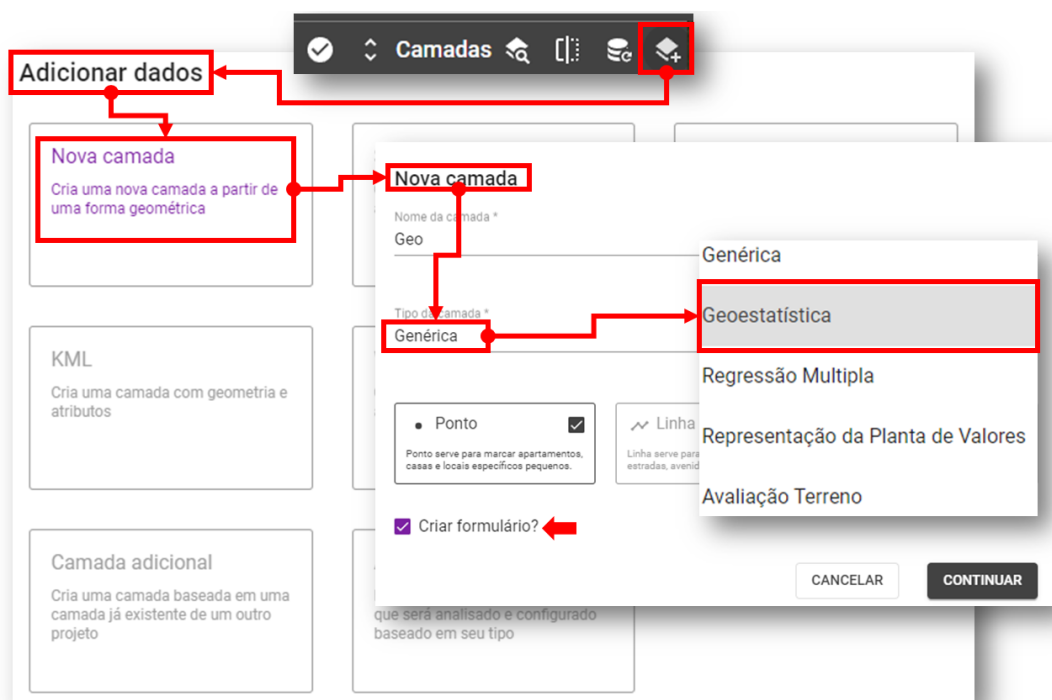 Camadas
Adicionar dados
Nova camada
Cria uma nova camada a partir de
uma forma geométrica
Nova camada
Nome da camada *
Geo
Tipo da camada *
Genérica
Genérica
Geoestatística
Regressão Multipla
Representação da Planta de Valores
Avaliação Terreno
Ponto
Ponto serve para marcar apartamentos,
casas e locais específicos pequenos.
Linha
Linha serve para
estradas,
Criar formulário?
CANCELAR
CONTINUAR
KML
Cria uma camada com geometria e
atributos
Camada adicional
Cria uma camada baseada em uma
camada já existente de um outro
projeto
que será analisado e configurado
baseado em seu tipo